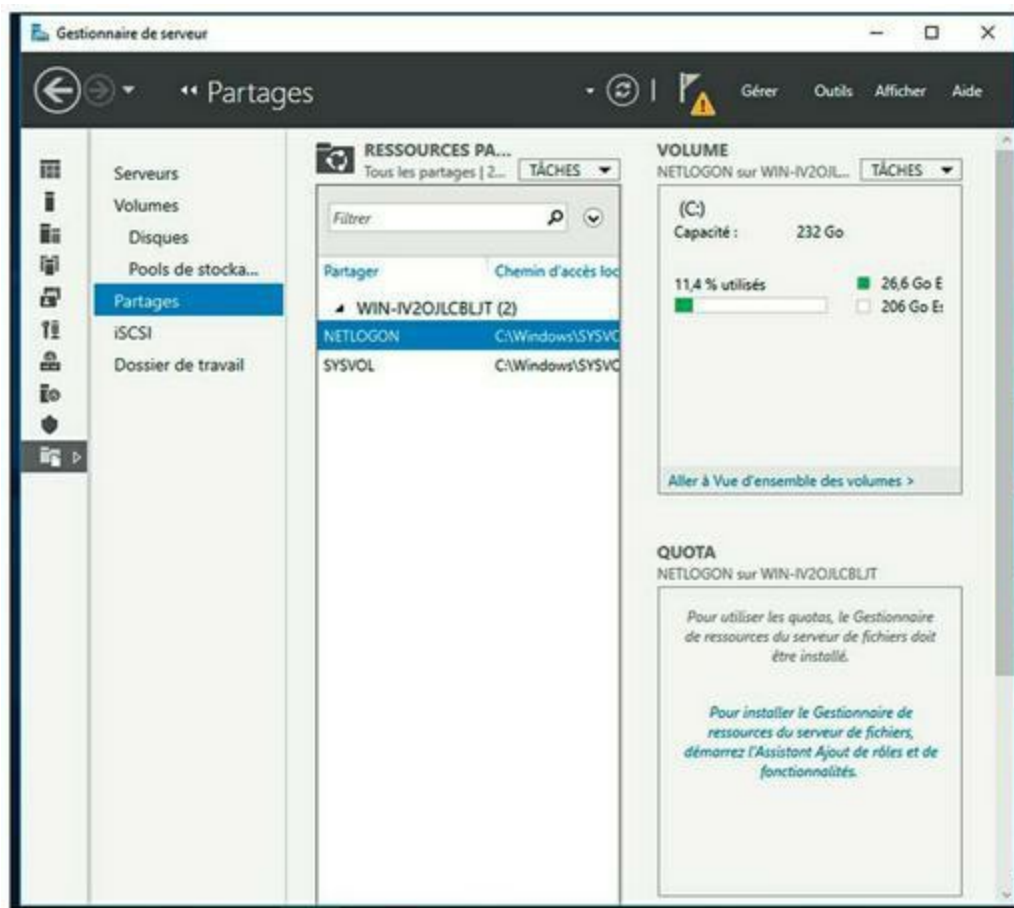 Gestionnaire de serveur
Partages
Gérer Outils Afficher Aide
Serveurs
Volumes
Disques
Pools de stocka...
Partages
iSCSI
Dossier de travail
RESSOURCES PA...
Tous les partages | 2...
TÂCHES
Filtrer
Partager Chemin d'accès loc
WIN-IV2OJLCBLJT (2)
NETLOGON C:\Windows\SYSVO
SYSVOL C:\Windows\SYSVO
VOLUME
NETLOGON sur WIN-IV2OJL...
TÂCHES
(C:)
Capacité : 232 Go
11,4 % utilisés
26,6 Go E
206 Go Es
Aller à Vue d'ensemble des volumes >
QUOTA
NETLOGON sur WIN-IV2OJLCBLJT
Pour utiliser les quotas, le Gestionnaire
de ressources du serveur de fichiers doit
être installé.
Pour installer le Gestionnaire de
ressources du serveur de fichiers,
démarrez l'Assistant Ajout de rôles et de
fonctionnalités.